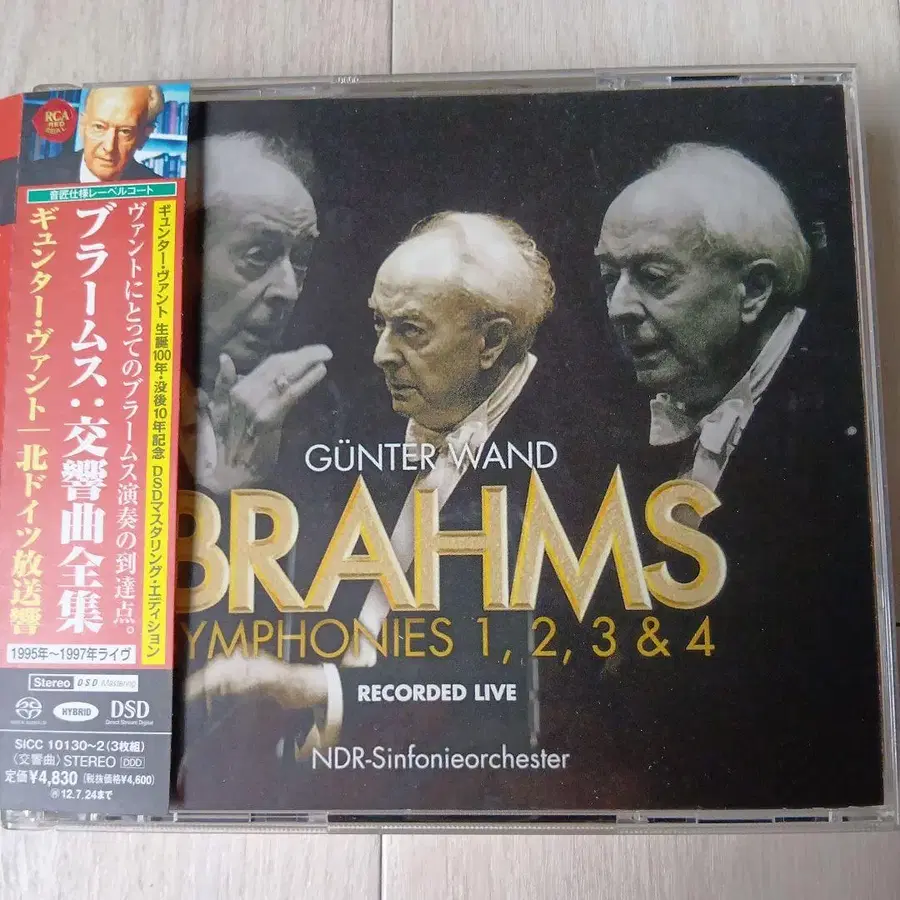 RCA
RED
音匠仕様レーベルコート
ギュンター・ヴァント 生誕100年・没後10年記念 DSDマスタリング・エディション
ヴァントにとってのブラームス演奏の到達点。
ブラームス：交響曲全集
ギュンター・ヴァント｜北ドイツ放送響
1995年～1997年ライヴ
Stereo DSD Mastering
HYBRID DSD
Direct Stream Digital
SICC 10130~2(3枚組)
〈交響曲〉STEREO DDD
定価¥4,830 (税抜価格¥4,600)
12.7.24まで
GÜNTER WAND
BRAHMS
SYMPHONIES 1, 2, 3 & 4
RECORDED LIVE
NDR-Sinfonieorchester